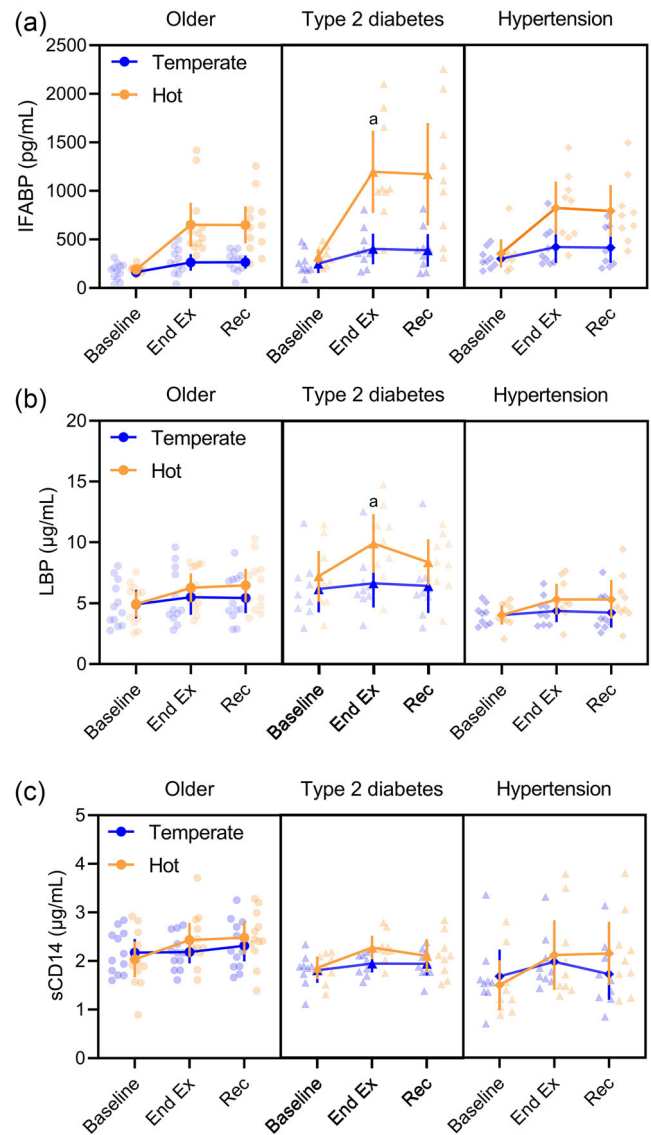 (a) Older Type 2 diabetes Hypertension
2500
2000
1500
1000
500
0
IFABP (pg/mL)
Temperate
Hot
a
Baseline End Ex Rec Baseline End Ex Rec Baseline End Ex Rec
(b) Older Type 2 diabetes Hypertension
20
15
10
5
0
LBP (µg/mL)
Temperate
Hot
a
Baseline End Ex Rec Baseline End Ex Rec Baseline End Ex Rec
(c) Older Type 2 diabetes Hypertension
5
4
3
2
1
0
sCD14 (µg/mL)
Temperate
Hot
Baseline End Ex Rec Baseline End Ex Rec Baseline End Ex Rec